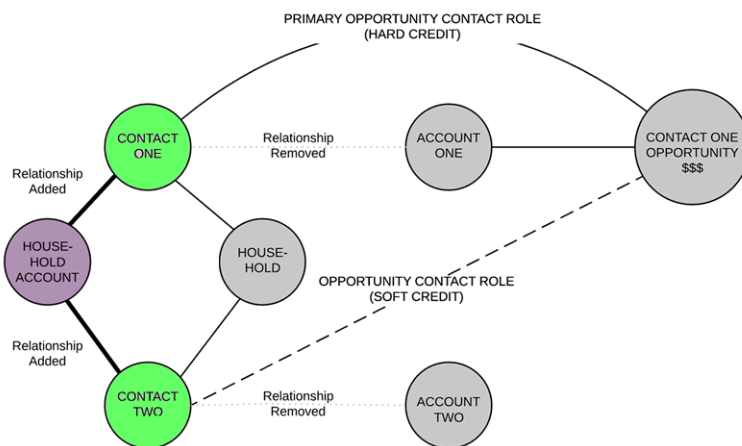 PRIMARY OPPORTUNITY CONTACT ROLE
(HARD CREDIT)
CONTACT
ONE
Relationship
Removed
ACCOUNT
ONE
CONTACT ONE
OPPORTUNITY
$$$
Relationship
Added
HOUSE-
HOLD
ACCOUNT
HOUSE-
HOLD
OPPORTUNITY CONTACT ROLE
(SOFT CREDIT)
Relationship
Added
CONTACT
TWO
Relationship
Removed
ACCOUNT
TWO